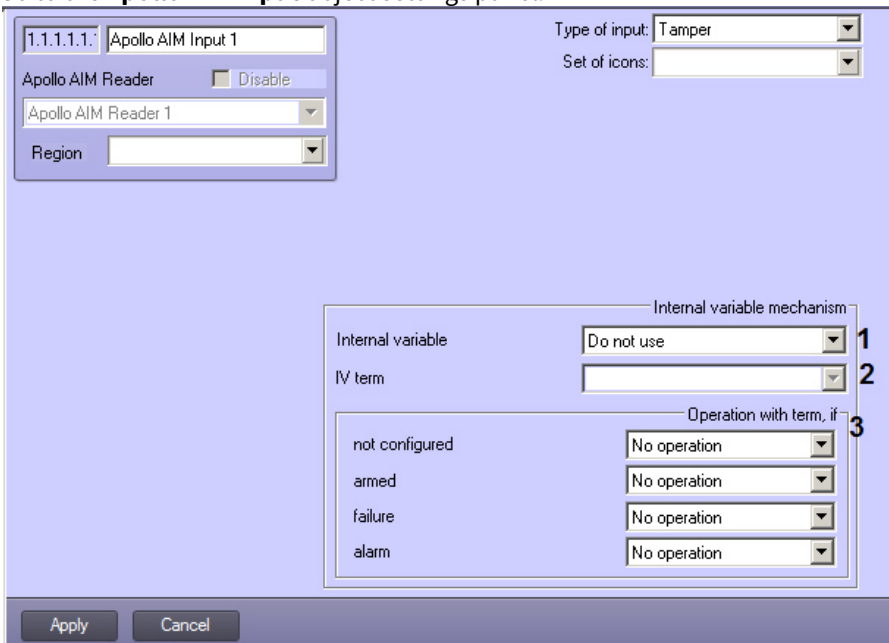 1.1.1.1.1.
Apollo AIM Input 1
Apollo AIM Reader
Disable
Apollo AIM Reader 1
Region
Type of input:
Tamper
Set of icons:
Internal variable mechanism
Internal variable
Do not use
1
IV term
2
Operation with term, if
3
not configured
No operation
armed
No operation
failure
No operation
alarm
No operation
Apply
Cancel